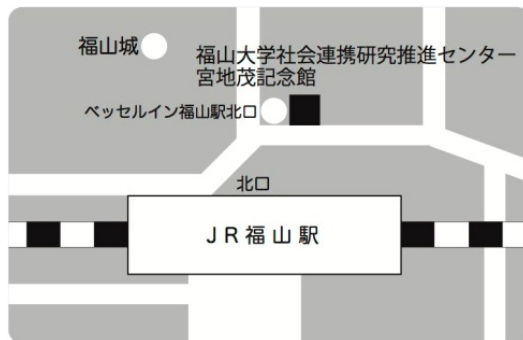 福山城
福山大学社会連携研究推進センター
宮地茂記念館
ベッセルイン福山駅北口
北口
JR福山駅